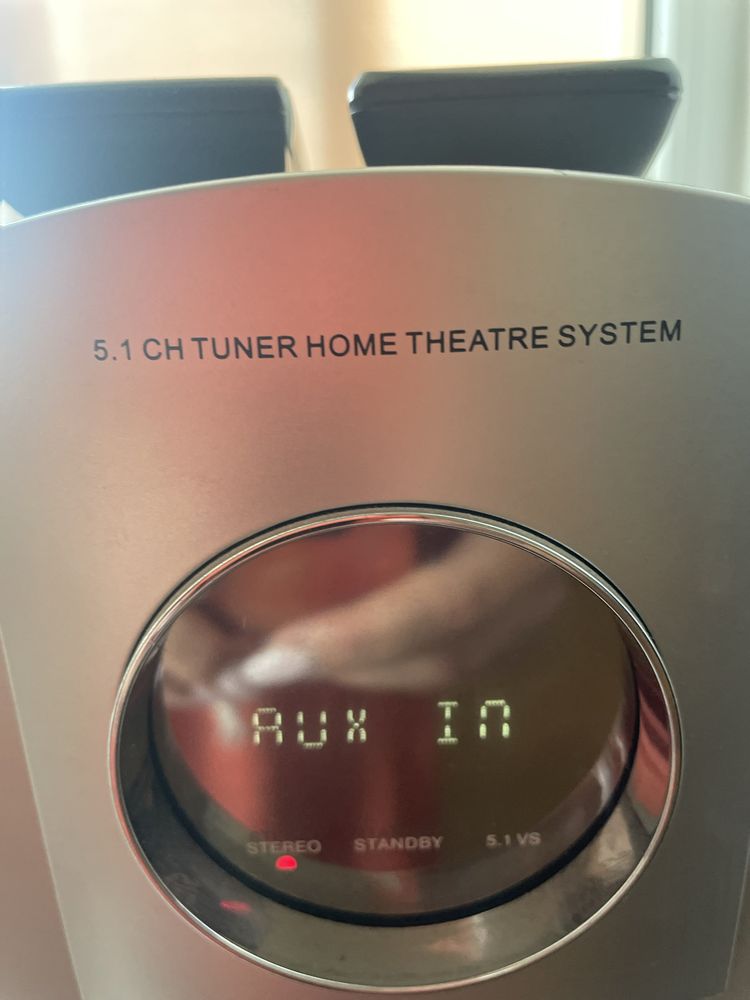 5.1 CH TUNER HOME THEATRE SYSTEM
AUX IN
STEREO STANDBY 5.1 VS